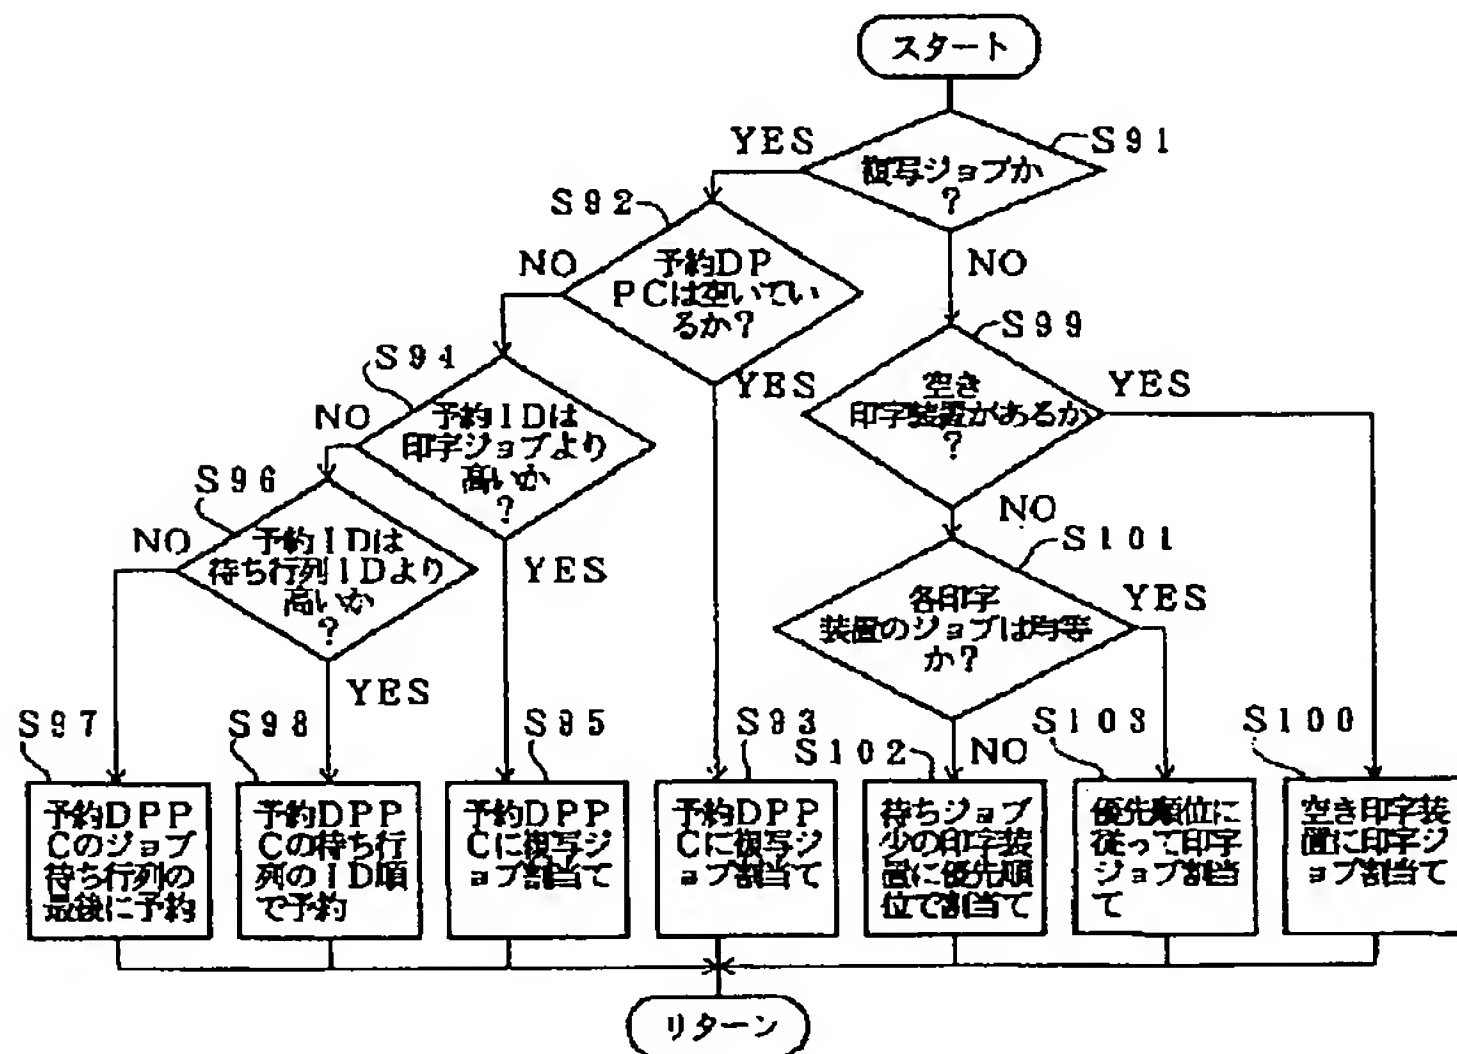 スタート
YES
S91
複写ジョブか
?
S92
NO
予約DP
PCは空いてい
るか?
NO
S99
S94
YES
空き
印字装置があるか
?
YES
NO
予約IDは
印字ジョブより
高いか
?
S96
NO
NO
予約IDは
待ち行列IDより
高いか
?
YES
S101
各印字
装置のジョブは均等
か?
YES
YES
S97
S98
S95
S93
S102
NO
S103
S100
予約DPP
Cのジョブ
待ち行列の
最後に予約
予約DPP
Cの待ち行
列のID順
で予約
予約DPP
Cに複写ジ
ョブ割当て
予約DPP
Cに複写ジ
ョブ割当て
待ちジョブ
少の印字装
置に優先順
位で割当て
優先順位に
従って印字
ジョブ割当
て
空き印字装
置に印字ジ
ョブ割当て
リターン